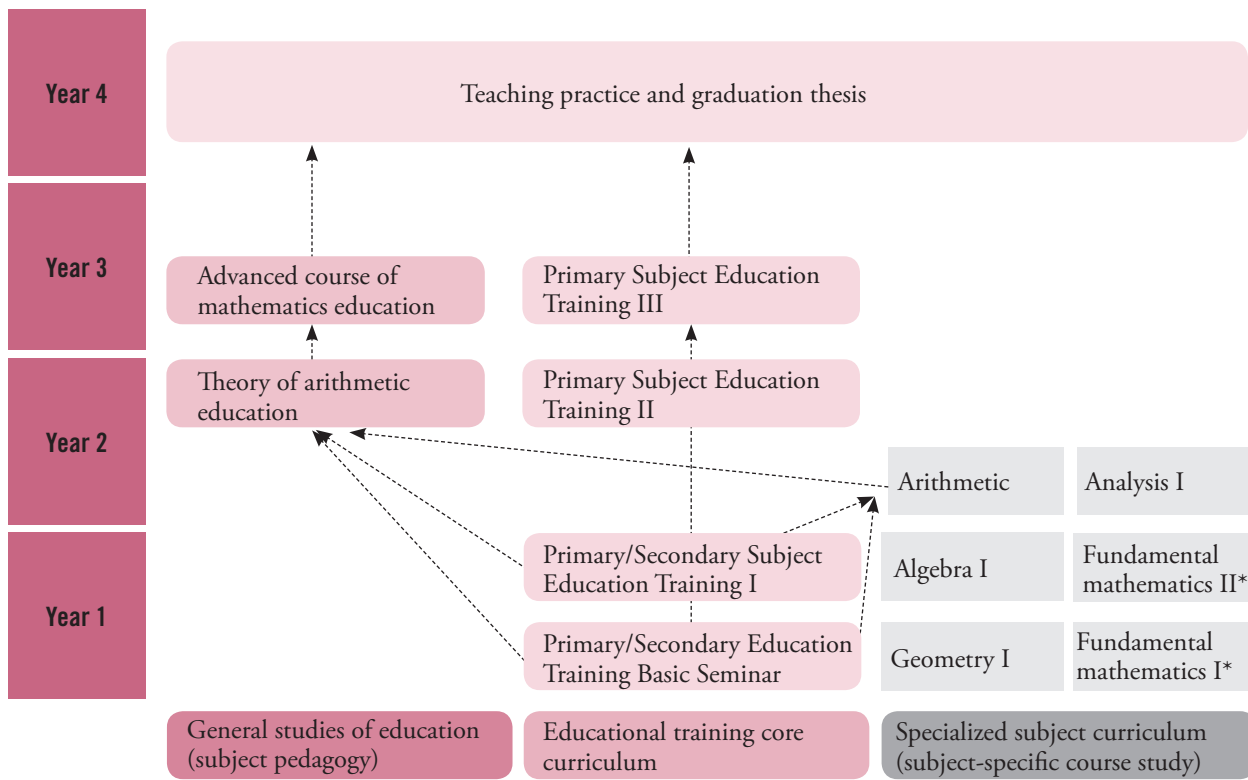 Year 4
Teaching practice and graduation thesis
Year 3
Advanced course of
mathematics education
Primary Subject Education
Training III
Theory of arithmetic
education
Primary Subject Education
Training II
Year 2
Arithmetic
Analysis I
Primary/Secondary Subject
Education Training I
Algebra I
Fundamental
mathematics II*
Year 1
Primary/Secondary Education
Training Basic Seminar
Geometry I
Fundamental
mathematics I*
General studies of education
(subject pedagogy)
Educational training core
curriculum
Specialized subject curriculum
(subject-specific course study)